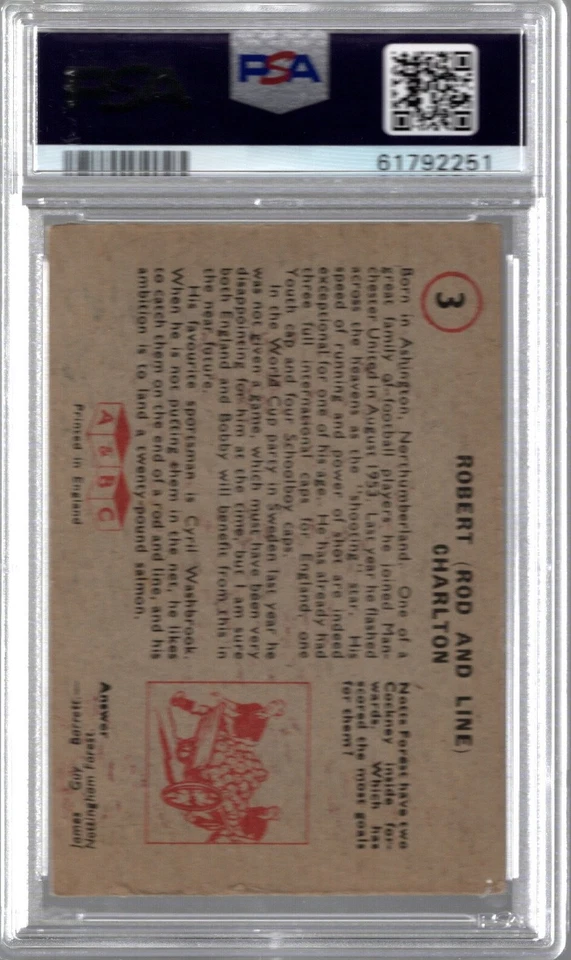 PSA
61792251
3
ROBERT (ROD AND LINE)
CHARLTON
Born in Ashington, Northumberland. One of a
great family of football players, he joined Man-
chester United in August 1953. Last year he flashed
across the heavens as the "shooting" star. His
speed of running and power of shot are indeed
exceptional for one of his age. He has already had
three full international caps for England, one
Youth cap and four Schoolboy caps.
In the World Cup party in Sweden last year he
was not given a game, which must have been very
disappointing for him at the time, but I am sure
both England and Bobby will benefit from this in
the near future.
His favourite sportsman is Cyril Washbrook.
When he is not putting them in the net, he likes
to catch them on the end of a rod and line, and his
ambition is to land a twenty-pound salmon.
A & B C
Printed in England
Notts Forest have two
Cockney inside for-
wards. Which has
scored the most goals
for them?
Answer
Nottingham Forest
James "Guy" Barrett—